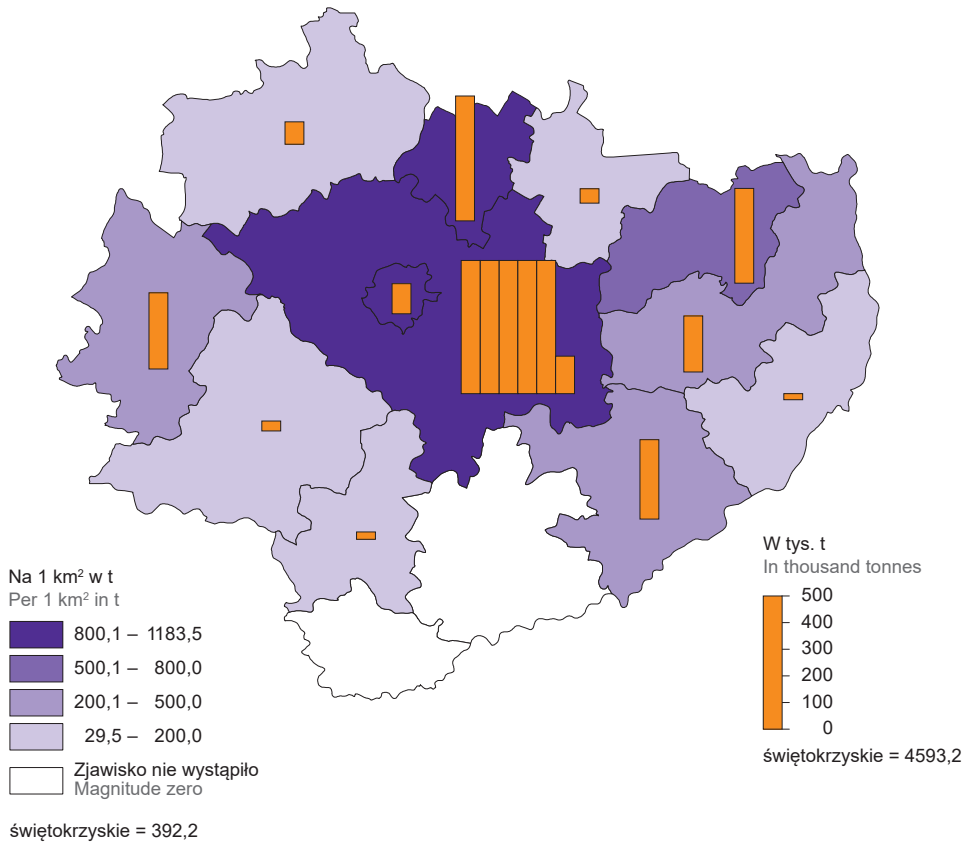 Na 1 km² w t
Per 1 km² in t
800,1 – 1183,5
500,1 – 800,0
200,1 – 500,0
29,5 – 200,0
Zjawisko nie wystąpiło
Magnitude zero
świętokrzyskie = 392,2
W tys. t
In thousand tonnes
500
400
300
200
100
0
świętokrzyskie = 4593,2